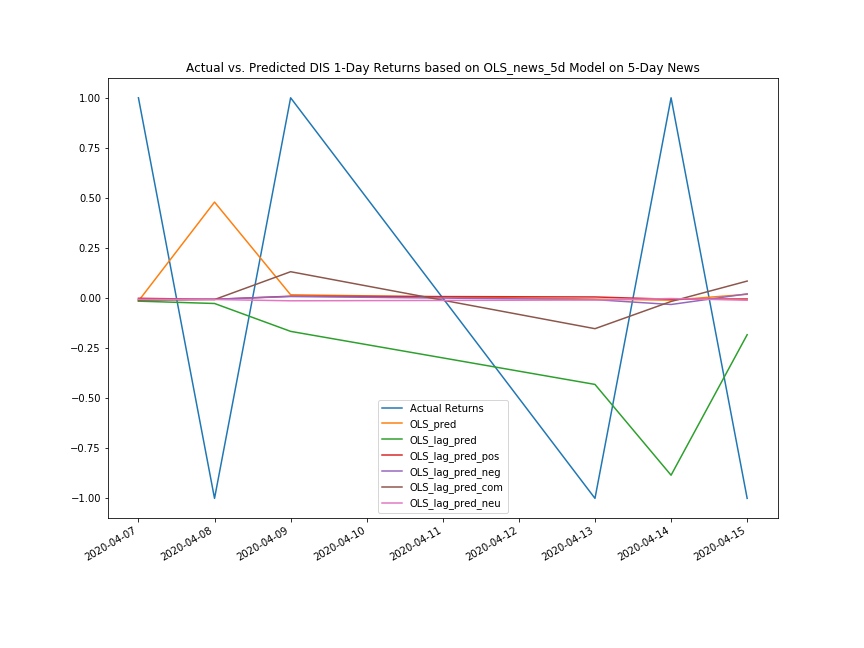 Actual vs. Predicted DIS 1-Day Returns based on OLS_news_5d Model on 5-Day News
1.00
0.75
0.50
0.25
0.00
−0.25
−0.50
−0.75
−1.00
Actual Returns
OLS_pred
OLS_lag_pred
OLS_lag_pred_pos
OLS_lag_pred_neg
OLS_lag_pred_com
OLS_lag_pred_neu
2020-04-07
2020-04-08
2020-04-09
2020-04-10
2020-04-11
2020-04-12
2020-04-13
2020-04-14
2020-04-15